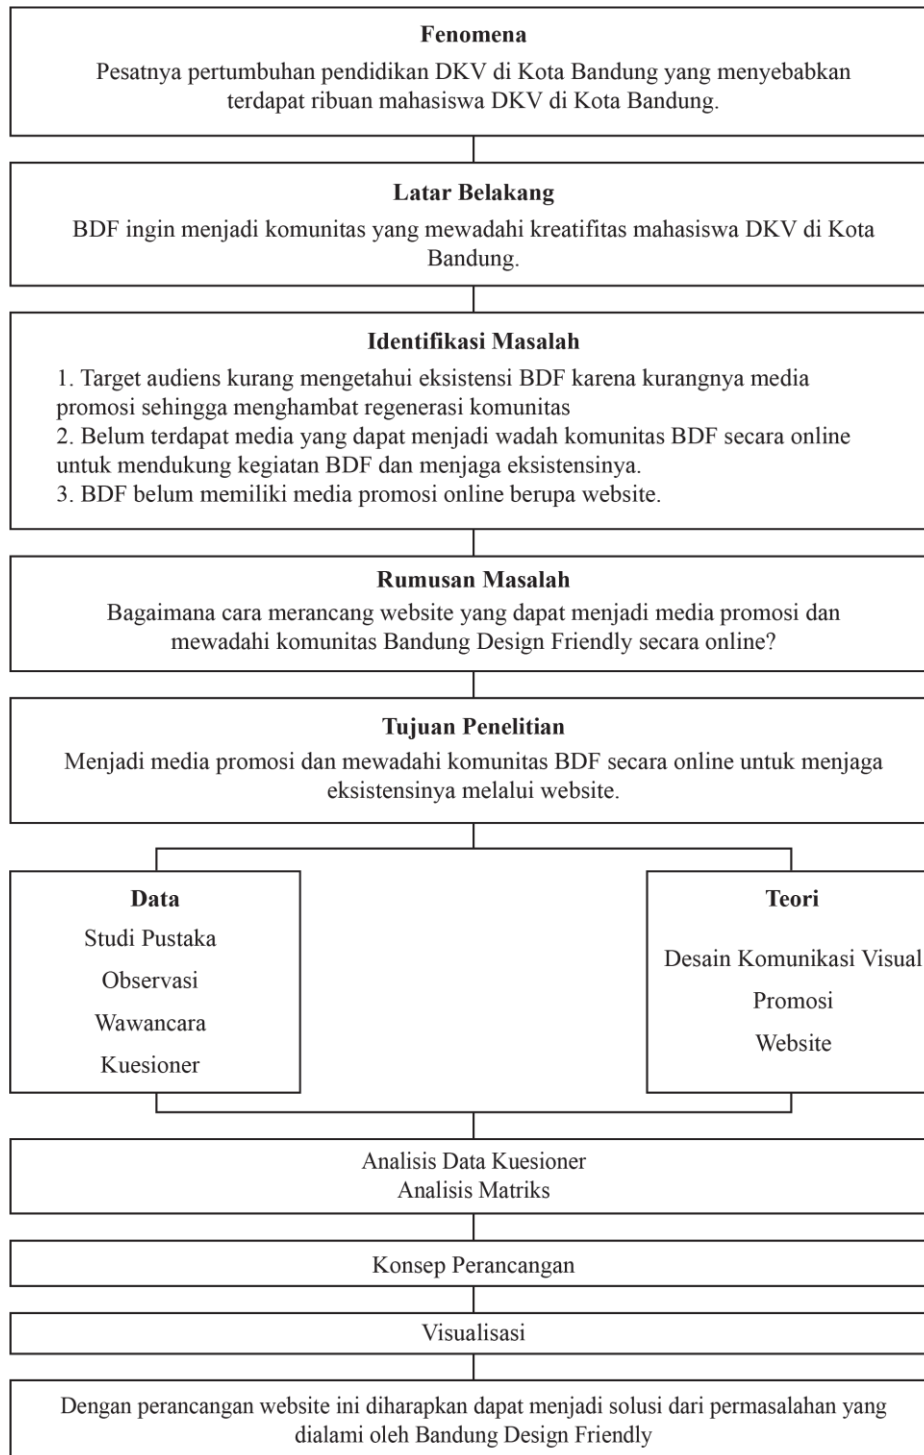 Fenomena
Pesatnya pertumbuhan pendidikan DKV di Kota Bandung yang menyebabkan
terdapat ribuan mahasiswa DKV di Kota Bandung.
Latar Belakang
BDF ingin menjadi komunitas yang mewadahi kreatifitas mahasiswa DKV di Kota
Bandung.
Identifikasi Masalah
1. Target audiens kurang mengetahui eksistensi BDF karena kurangnya media
promosi sehingga menghambat regenerasi komunitas
2. Belum terdapat media yang dapat menjadi wadah komunitas BDF secara online
untuk mendukung kegiatan BDF dan menjaga eksistensinya.
3. BDF belum memiliki media promosi online berupa website.
Rumusan Masalah
Bagaimana cara merancang website yang dapat menjadi media promosi dan
mewadahi komunitas Bandung Design Friendly secara online?
Tujuan Penelitian
Menjadi media promosi dan mewadahi komunitas BDF secara online untuk menjaga
eksistensinya melalui website.
Data
Studi Pustaka
Observasi
Wawancara
Kuesioner
Teori
Desain Komunikasi Visual
Promosi
Website
Analisis Data Kuesioner
Analisis Matriks
Konsep Perancangan
Visualisasi
Dengan perancangan website ini diharapkan dapat menjadi solusi dari permasalahan yang
dialami oleh Bandung Design Friendly